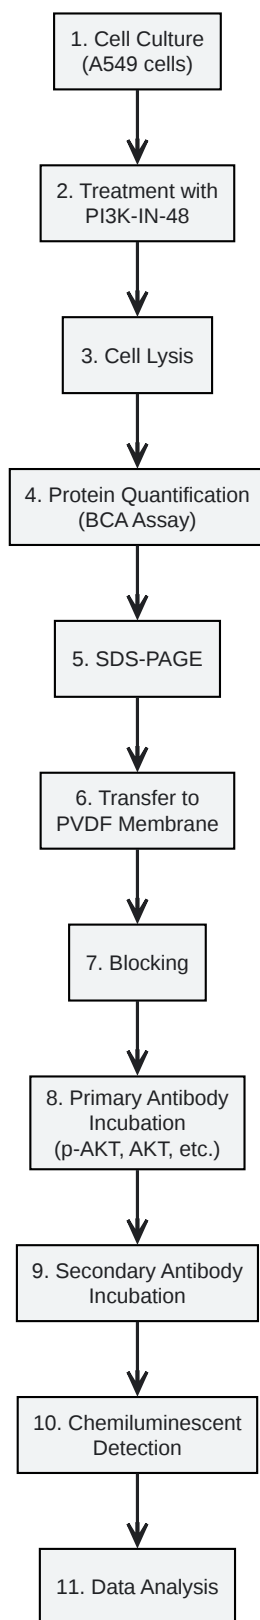 1. Cell Culture
(A549 cells)
2. Treatment with
PI3K-IN-48
3. Cell Lysis
4. Protein Quantification
(BCA Assay)
5. SDS-PAGE
6. Transfer to
PVDF Membrane
7. Blocking
8. Primary Antibody
Incubation
(p-AKT, AKT, etc.)
9. Secondary Antibody
Incubation
10. Chemiluminescent
Detection
11. Data Analysis